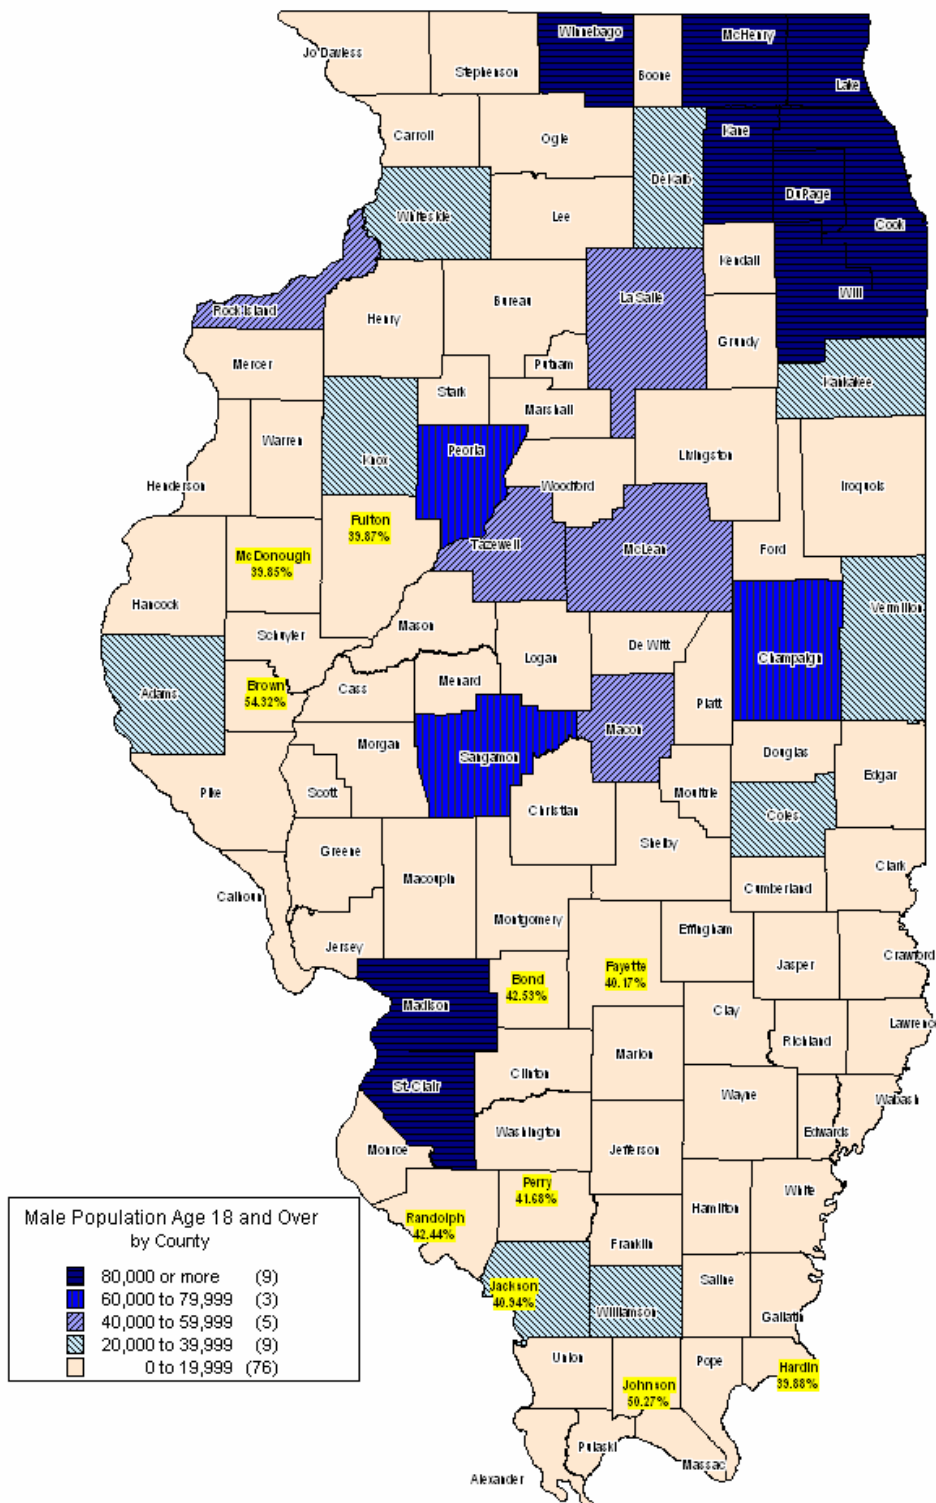 Winnebago
McHenry
Jo Daviess
Stephenson
Boone
Lake
Carroll
Ogle
Kane
DeKalb
DuPage
Whiteside
Lee
Cook
Kendall
Rock Island
Henry
Bureau
La Salle
Will
Grundy
Mercer
Putnam
Kankakee
Stark
Marshall
Warren
Knox
Peoria
Livingston
Henderson
Woodford
Iroquois
Fulton
39.87%
McDonough
39.85%
Tazewell
McLean
Ford
Hancock
Vermilion
Mason
Schuyler
Logan
De Witt
Champaign
Brown
54.32%
Adams
Cass
Menard
Piatt
Macon
Morgan
Sangamon
Douglas
Edgar
Pike
Scott
Christian
Moultrie
Coles
Greene
Shelby
Macoupin
Clark
Calhoun
Cumberland
Montgomery
Effingham
Jersey
Crawford
Jasper
Fayette
40.17%
Bond
42.53%
Madison
Clay
Lawrence
Richland
Marion
Clinton
St. Clair
Wayne
Wabash
Washington
Edwards
Monroe
Jefferson
Perry
41.68%
White
Hamilton
Randolph
42.44%
Franklin
Jackson
40.94%
Saline
Gallatin
Williamson
Union
Pope
Hardin
39.88%
Johnson
50.27%
Pulaski
Massac
Alexander
Male Population Age 18 and Over
by County
80,000 or more (9)
60,000 to 79,999 (3)
40,000 to 59,999 (5)
20,000 to 39,999 (9)
0 to 19,999 (76)